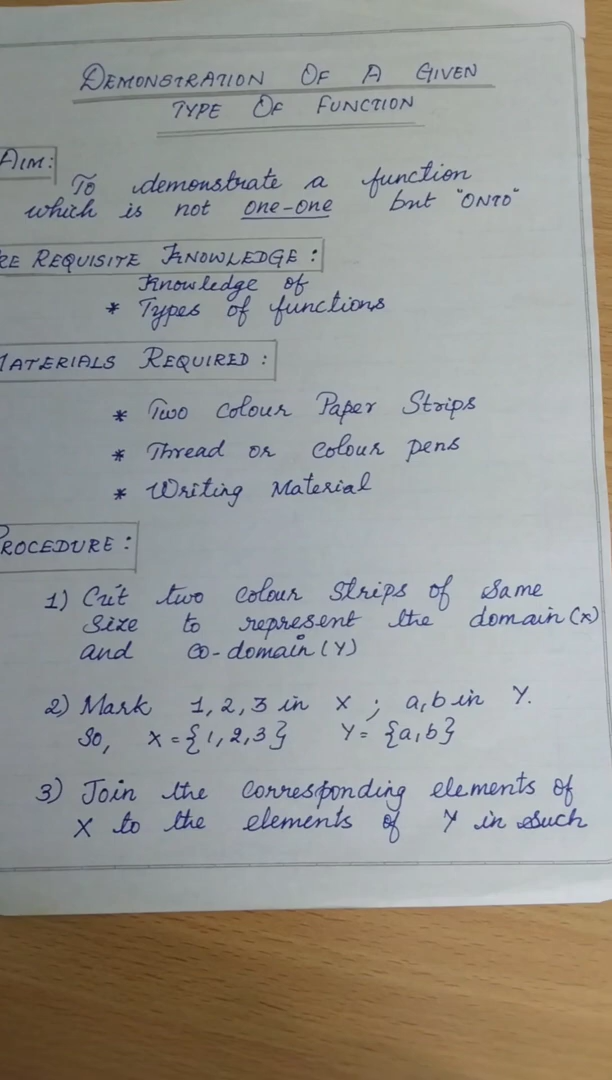 DEMONSTRATION OF A GIVEN
TYPE OF FUNCTION
AIM:
To demonstrate a function
which is not one-one but "ONTO"
RE REQUISITE KNOWLEDGE:
Knowledge of
* Types of functions
MATERIALS REQUIRED:
* Two Colour Paper Strips
* Thread or Colour pens
* Writing Material
ROCEDURE:
1) Cut two colour strips of same
size to represent the domain(X)
and co-domain(Y)
2) Mark 1,2,3 in X ; a,b in Y.
So, X={1,2,3} Y={a,b}
3) Join the corresponding elements of
X to the elements of Y in such